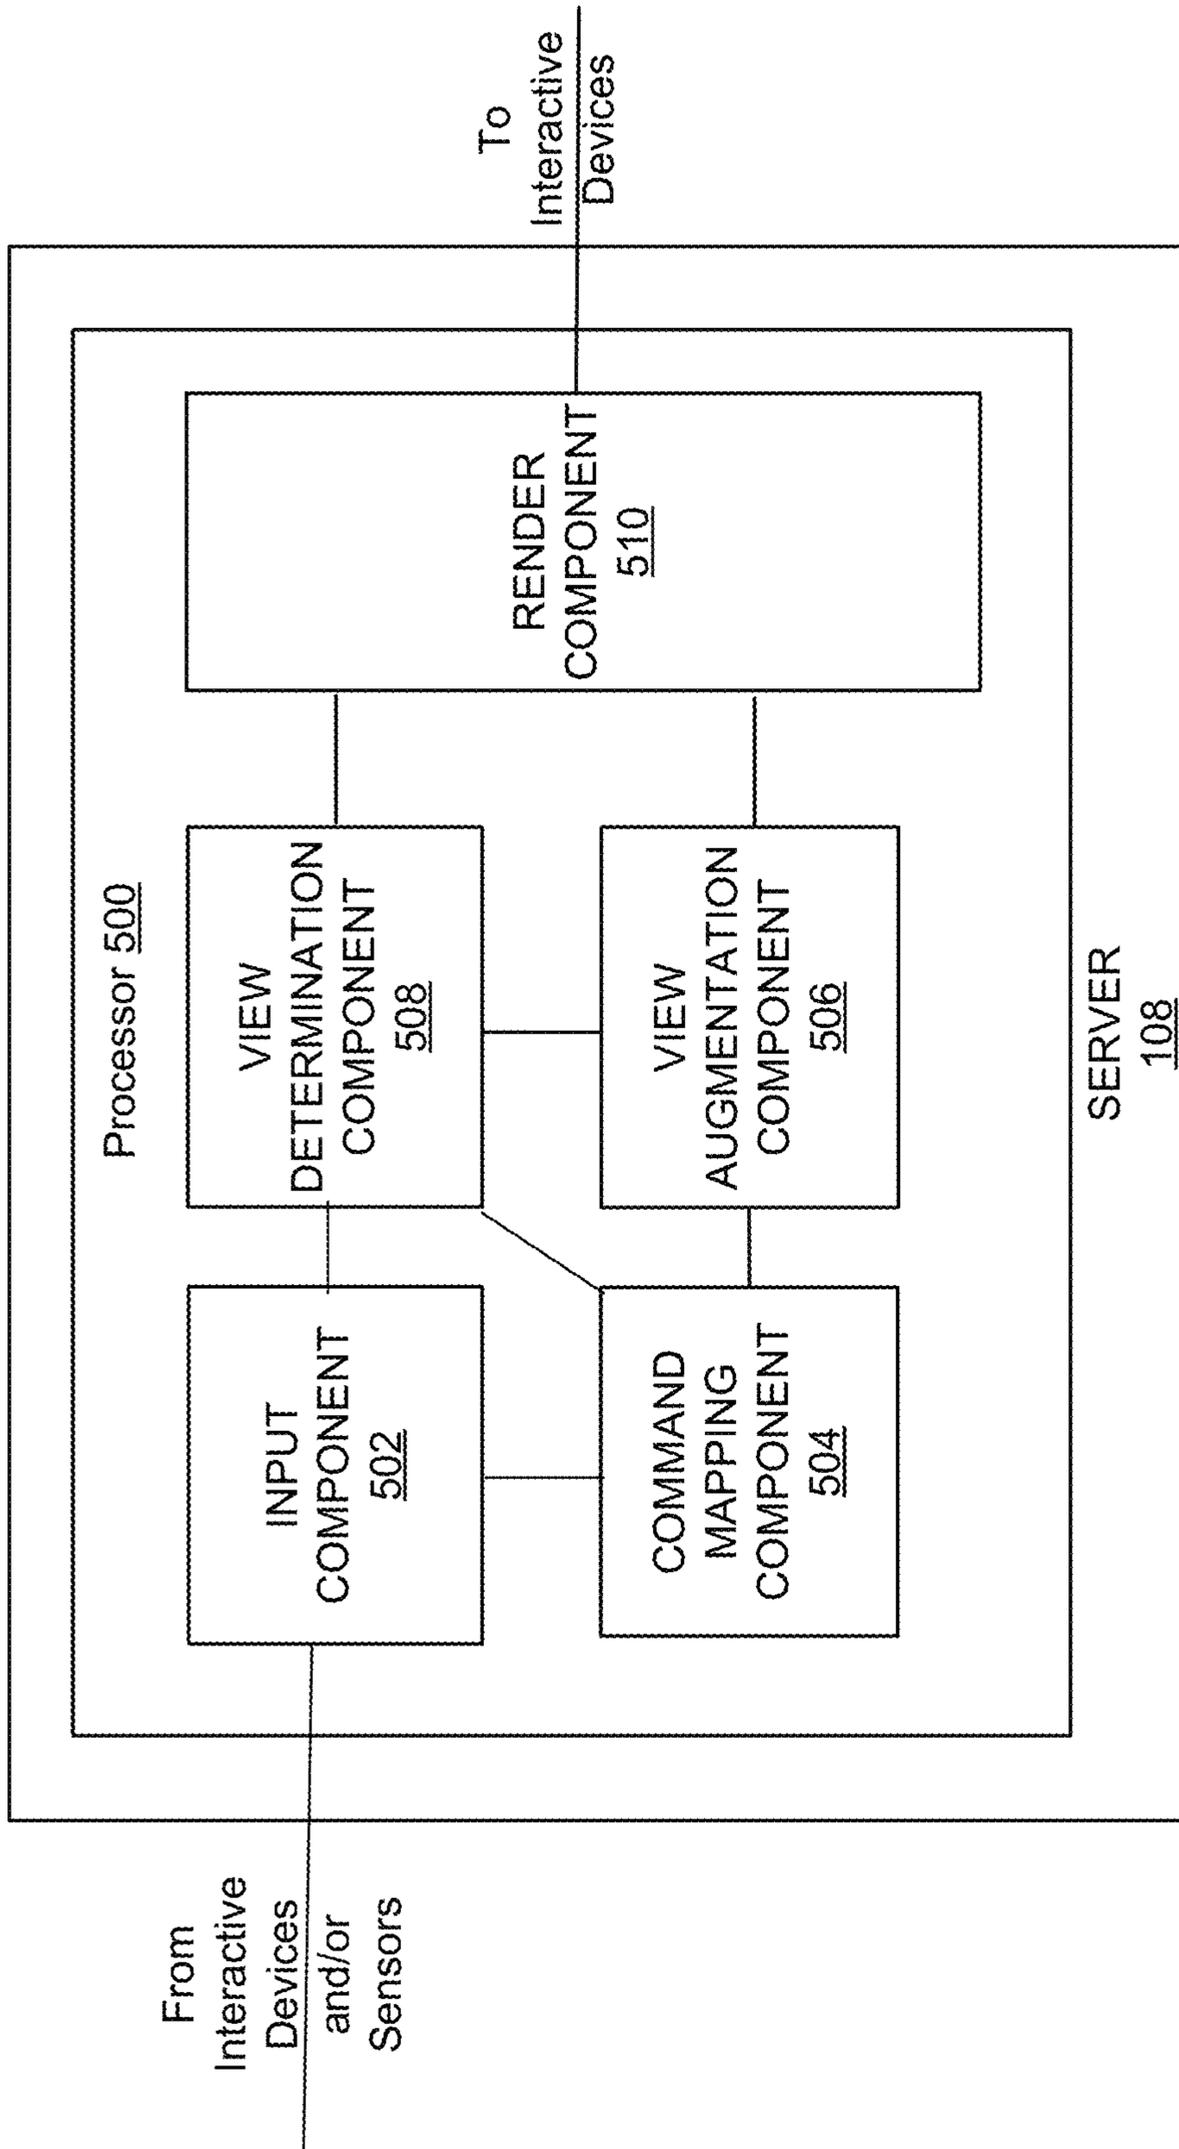 Processor 500
From
Interactive
Devices
and/or
Sensors
INPUT
COMPONENT
502
VIEW
DETERMINATION
COMPONENT
508
RENDER
COMPONENT
510
To
Interactive
Devices
COMMAND
MAPPING
COMPONENT
504
VIEW
AUGMENTATION
COMPONENT
506
SERVER
108